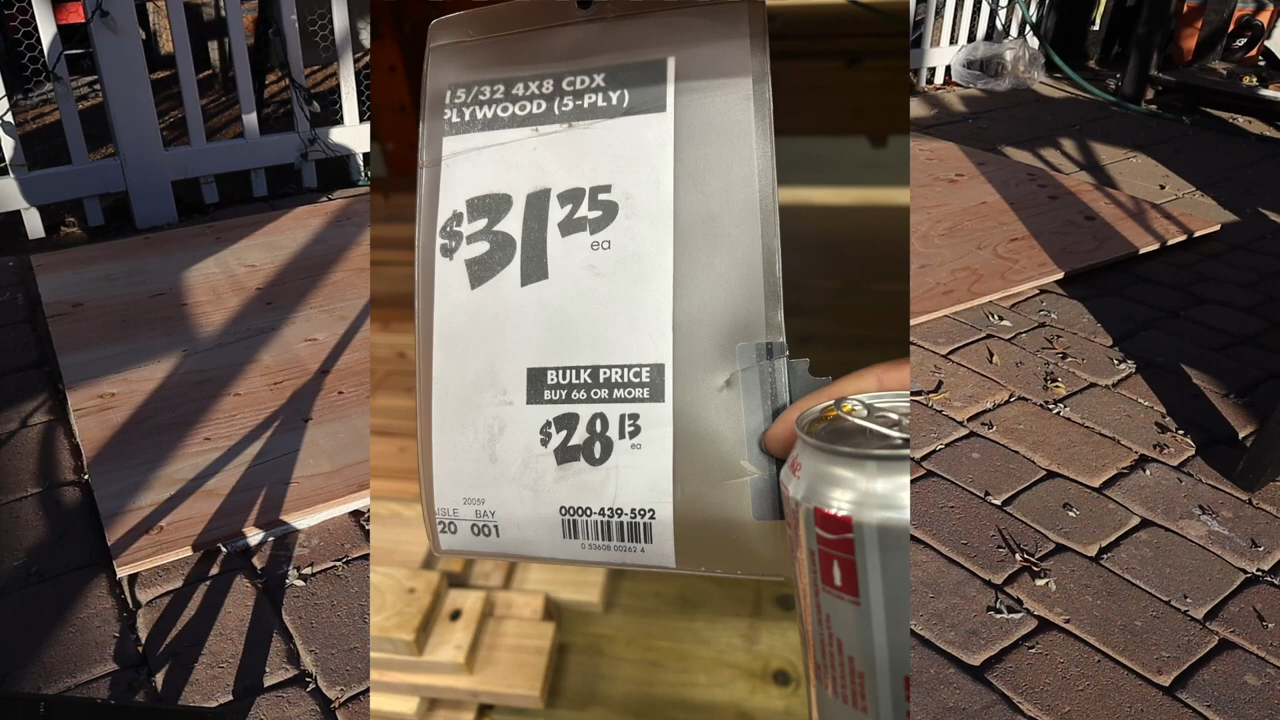 15/32 4X8 CDX
PLYWOOD (5-PLY)
$31 25
ea
BULK PRICE
BUY 66 OR MORE
$28 13
ea
20059
AISLE BAY
20 001
0000-439-592
0 53608 00262 4